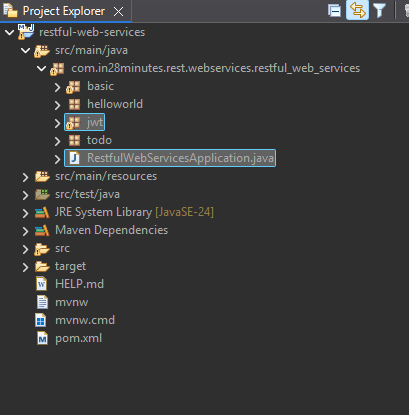 Project Explorer
restful-web-services
src/main/java
com.in28minutes.rest.webservices.restful_web_services
basic
helloworld
jwt
todo
RestfulWebServicesApplication.java
src/main/resources
src/test/java
JRE System Library [JavaSE-24]
Maven Dependencies
src
target
HELP.md
mvnw
mvnw.cmd
pom.xml